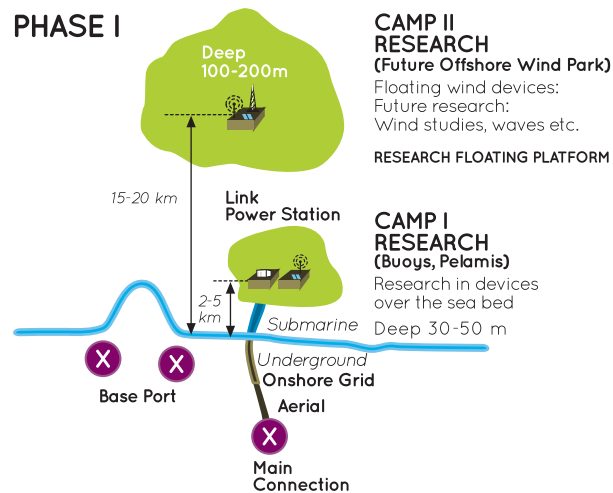 PHASE I
Deep
100-200m
CAMP II
RESEARCH
(Future Offshore Wind Park)
Floating wind devices:
Future research:
Wind studies, waves etc.
RESEARCH FLOATING PLATFORM
15-20 km
Link
Power Station
CAMP I
RESEARCH
(Buoys, Pelamis)
Research in devices
over the sea bed
Deep 30-50 m
2-5
km
Submarine
Underground
Onshore Grid
Aerial
X
X
Base Port
X
Main
Connection